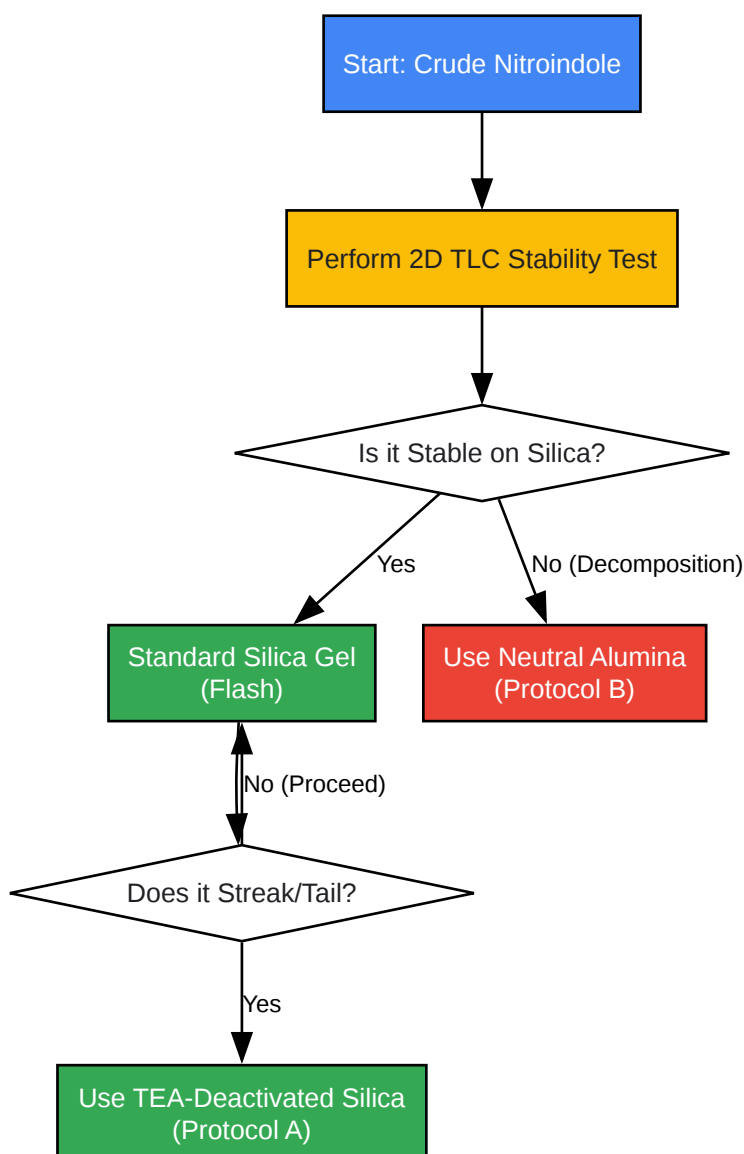 Start: Crude Nitroindole
Perform 2D TLC Stability Test
Is it Stable on Silica?
Yes
No (Decomposition)
Standard Silica Gel
(Flash)
Use Neutral Alumina
(Protocol B)
No (Proceed)
Does it Streak/Tail?
Yes
Use TEA-Deactivated Silica
(Protocol A)